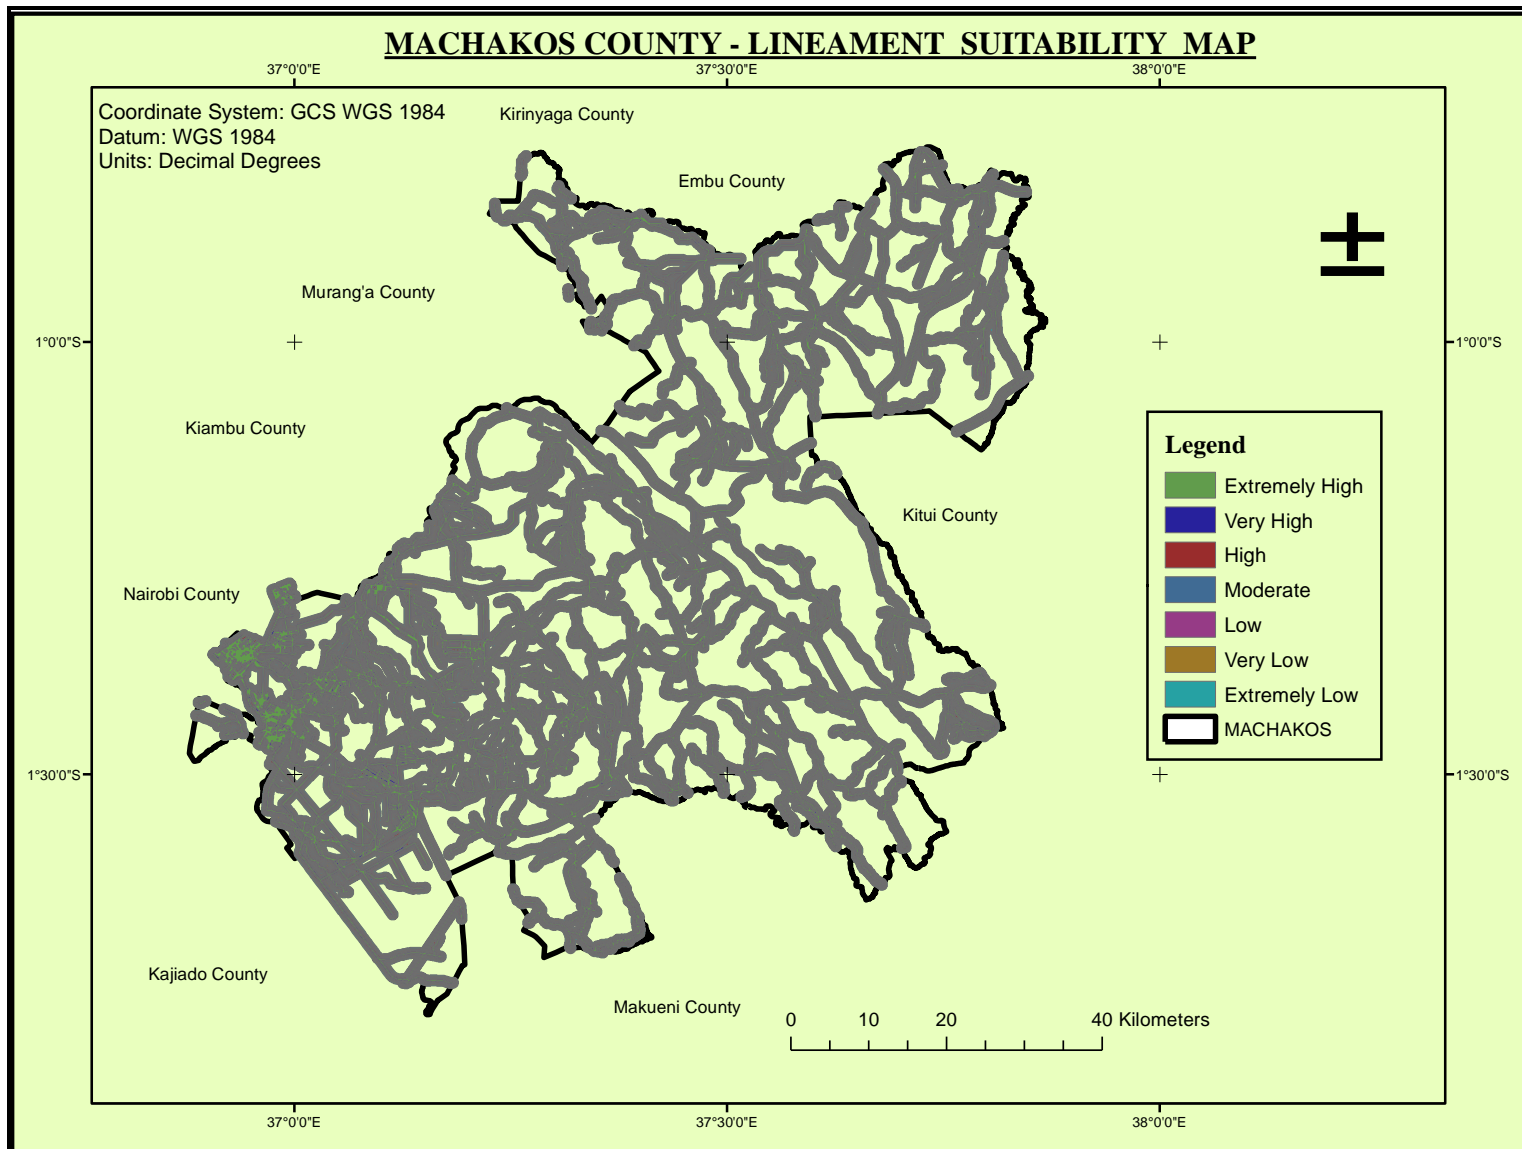 MACHAKOS COUNTY - LINEAMENT SUITABILITY MAP
37°0'0"E 37°30'0"E 38°0'0"E
Coordinate System: GCS WGS 1984
Datum: WGS 1984
Units: Decimal Degrees
Kirinyaga County
Embu County
Murang'a County
1°0'0"S 1°0'0"S
Kiambu County
Kitui County
Nairobi County
Legend
Extremely High
Very High
High
Moderate
Low
Very Low
Extremely Low
MACHAKOS
1°30'0"S 1°30'0"S
Kajiado County
Makueni County
0 10 20 40 Kilometers
37°0'0"E 37°30'0"E 38°0'0"E